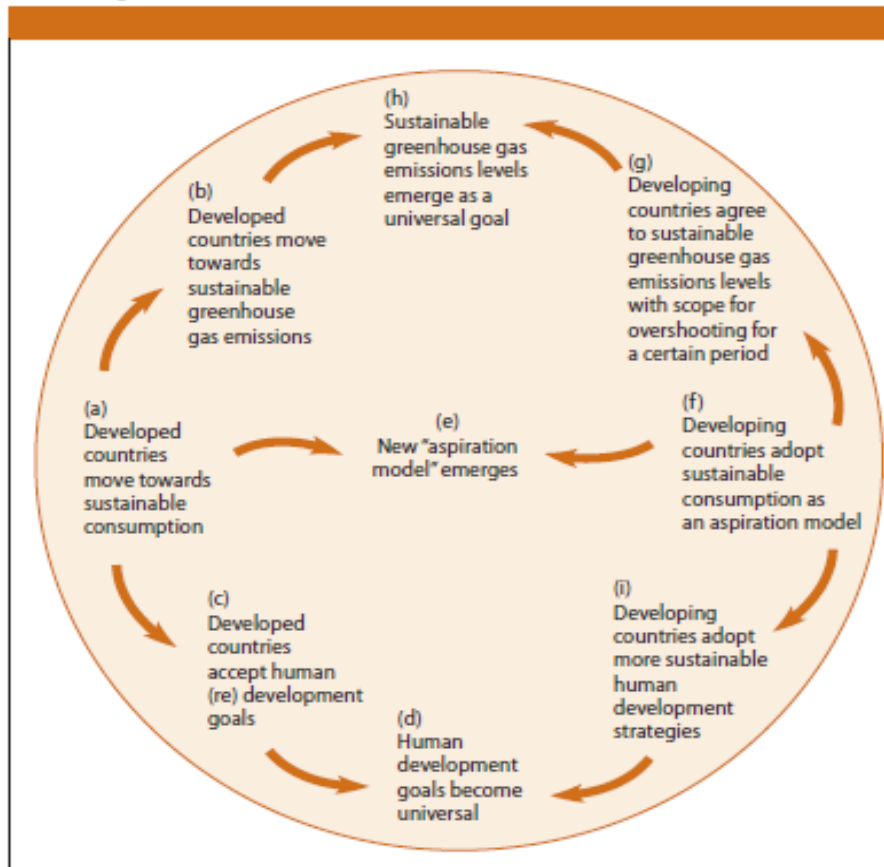 (h)
Sustainable
greenhouse gas
emissions levels
emerge as a
universal goal
(g)
Developing
countries agree
to sustainable
greenhouse gas
emissions levels
with scope for
overshooting for
a certain period
(b)
Developed
countries move
towards
sustainable
greenhouse
gas emissions
(a)
Developed
countries
move towards
sustainable
consumption
(e)
New "aspiration
model" emerges
(f)
Developing
countries adopt
sustainable
consumption as
an aspiration model
(c)
Developed
countries
accept human
(re) development
goals
(i)
Developing
countries adopt
more sustainable
human
development
strategies
(d)
Human
development
goals become
universal